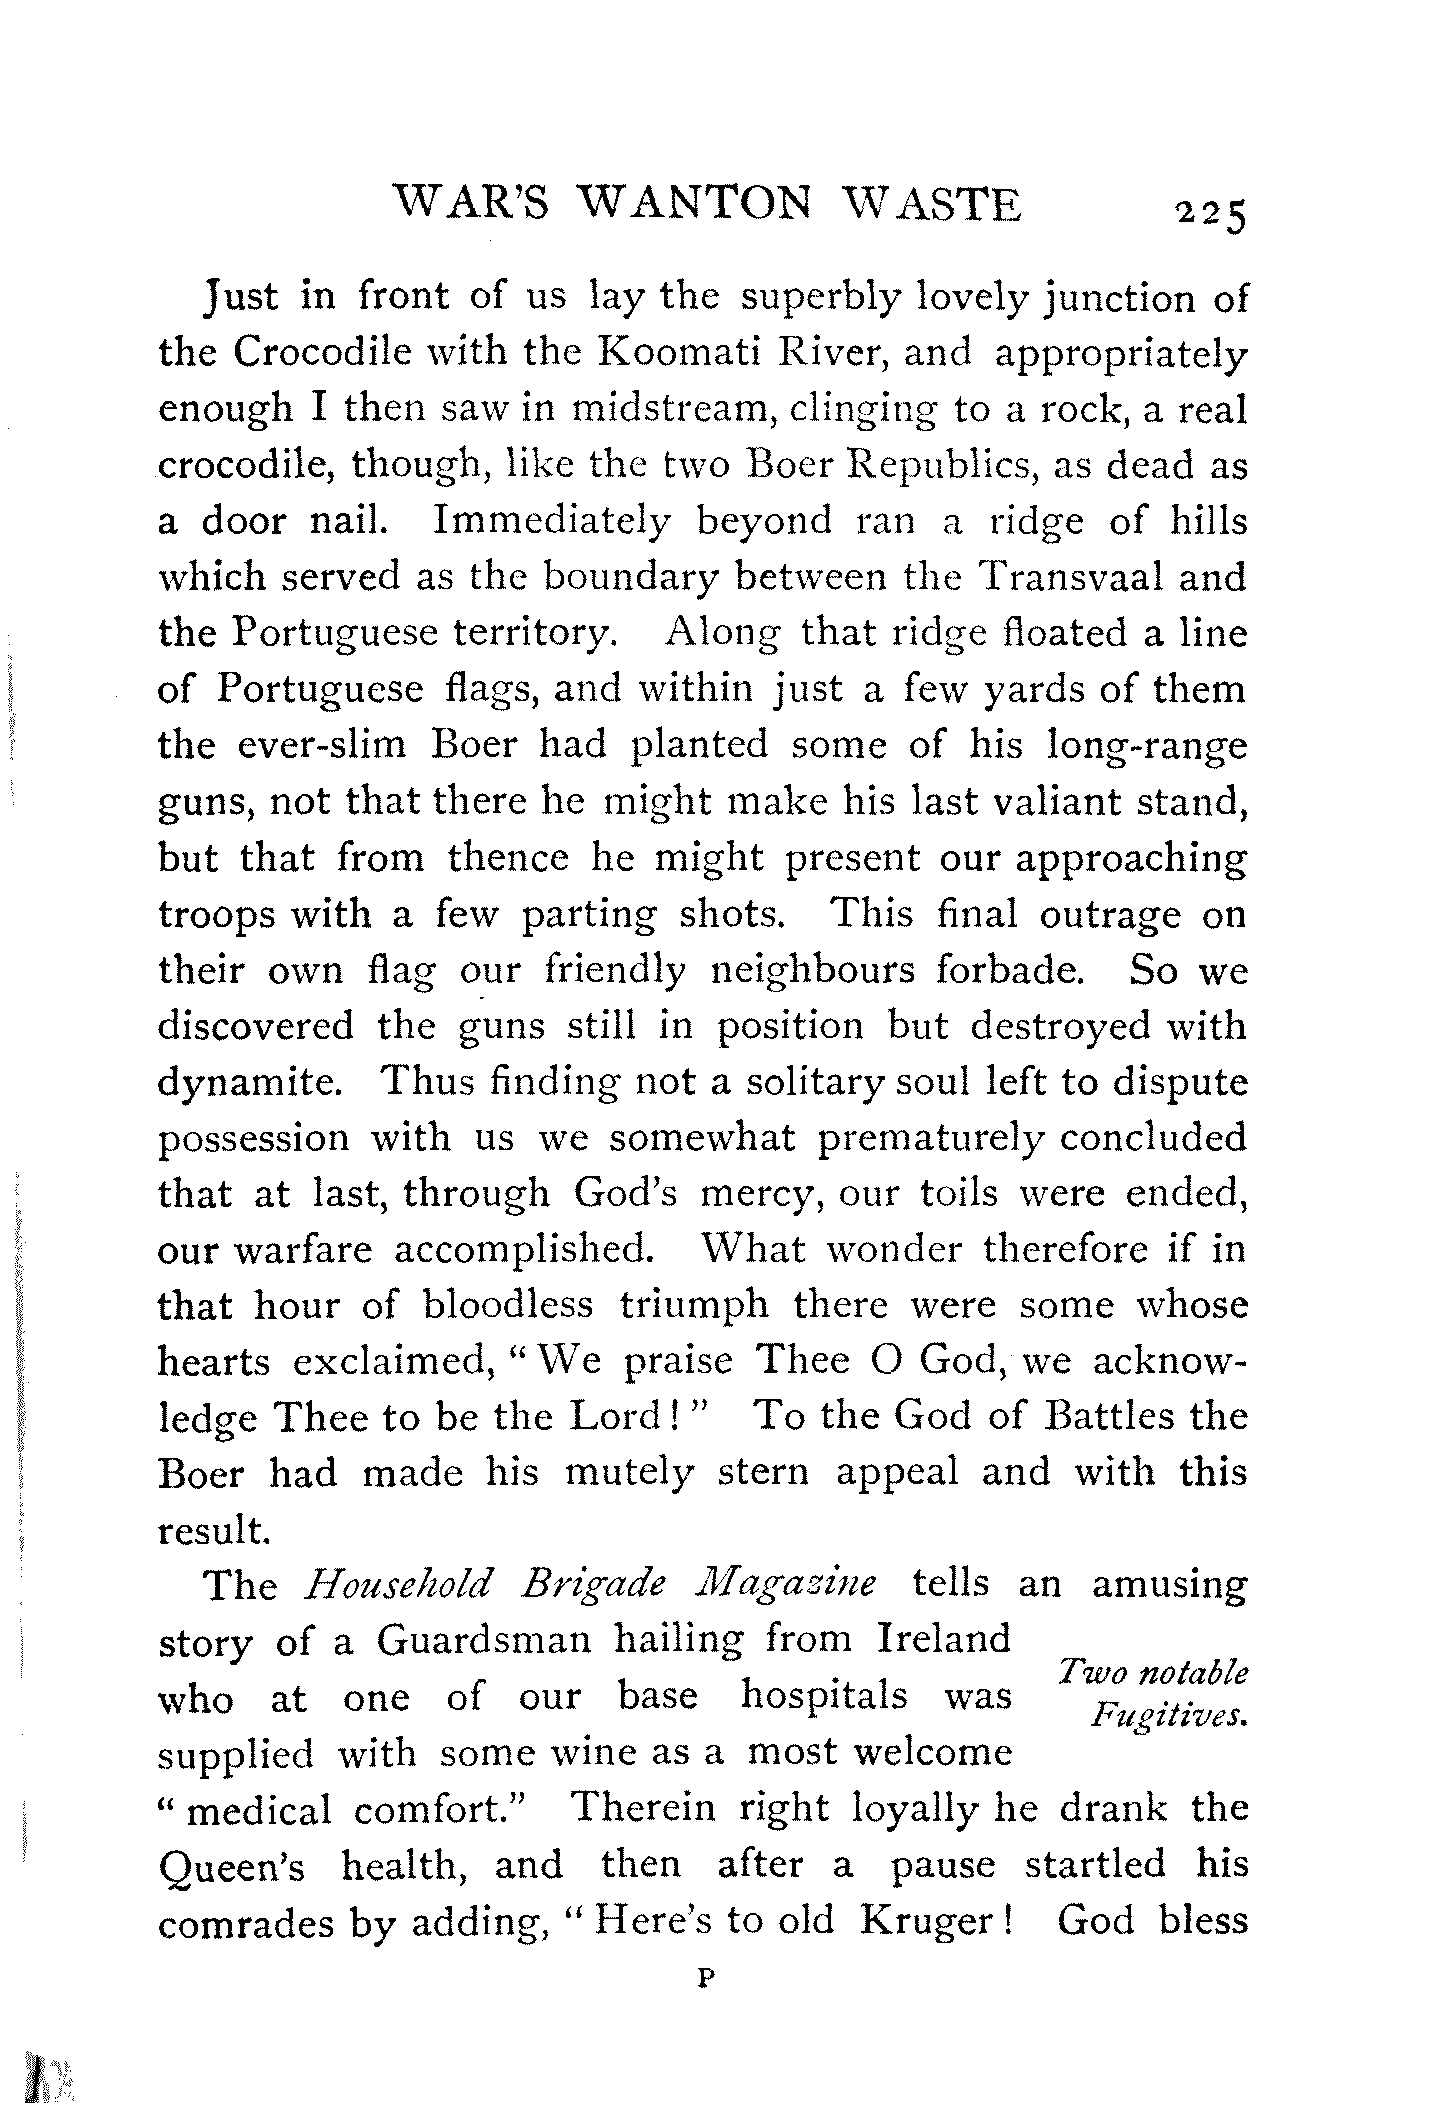 WAR'S WANTON WASTE 225
Just in front of us lay the superbly lovely junction of
the Crocodile with the Koomati River, and appropriately
enough I then saw in midstream, clinging to a rock, a real
crocodile, though, like the two Boer Republics, as dead as
a door nail. Immediately beyond ran a ridge of hills
which served as the boundary between the Transvaal and
the Portuguese territory. Along that ridge floated a line
of Portuguese flags, and within just a few yards of them
the ever-slim Boer had planted some of his long-range
guns, not that there he might make his last valiant stand,
but that from thence he might present our approaching
troops with a few parting shots. This final outrage on
their own flag our friendly neighbours forbade. So we
discovered the guns still in position but destroyed with
dynamite. Thus finding not a solitary soul left to dispute
possession with us we somewhat prematurely concluded
that at last, through God's mercy, our toils were ended,
our warfare accomplished. What wonder therefore if in
that hour of bloodless triumph there were some whose
hearts exclaimed, "We praise Thee O God, we acknow-
ledge Thee to be the Lord!" To the God of Battles the
Boer had made his mutely stern appeal and with this
result.
The Household Brigade Magazine tells an amusing
story of a Guardsman hailing from Ireland
who at one of our base hospitals was
supplied with some wine as a most welcome
Two notable
Fugitives.
"medical comfort." Therein right loyally he drank the
Queen's health, and then after a pause startled his
comrades by adding, "Here's to old Kruger! God bless
P